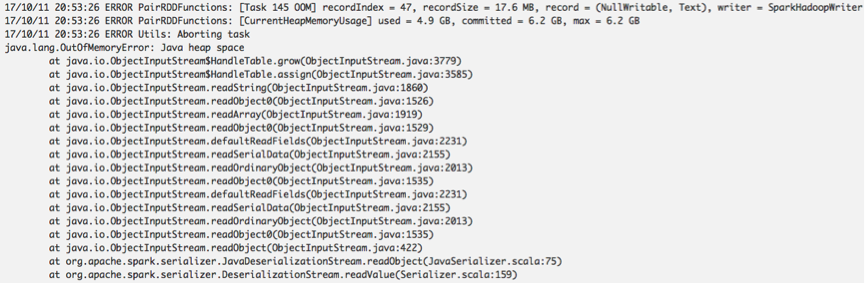 17/10/11 20:53:26 ERROR PairRDDFunctions: [Task 145 OOM] recordIndex = 47, recordSize = 17.6 MB, record = (NullWritable, Text), writer = SparkHadoopWriter
17/10/11 20:53:26 ERROR PairRDDFunctions: [CurrentHeapMemoryUsage] used = 4.9 GB, committed = 6.2 GB, max = 6.2 GB
17/10/11 20:53:26 ERROR Utils: Aborting task
java.lang.OutOfMemoryError: Java heap space
at java.io.ObjectInputStream$HandleTable.grow(ObjectInputStream.java:3779)
at java.io.ObjectInputStream$HandleTable.assign(ObjectInputStream.java:3585)
at java.io.ObjectInputStream.readString(ObjectInputStream.java:1860)
at java.io.ObjectInputStream.readObject0(ObjectInputStream.java:1526)
at java.io.ObjectInputStream.readArray(ObjectInputStream.java:1919)
at java.io.ObjectInputStream.readObject0(ObjectInputStream.java:1529)
at java.io.ObjectInputStream.defaultReadFields(ObjectInputStream.java:2231)
at java.io.ObjectInputStream.readSerialData(ObjectInputStream.java:2155)
at java.io.ObjectInputStream.readOrdinaryObject(ObjectInputStream.java:2013)
at java.io.ObjectInputStream.readObject0(ObjectInputStream.java:1535)
at java.io.ObjectInputStream.defaultReadFields(ObjectInputStream.java:2231)
at java.io.ObjectInputStream.readSerialData(ObjectInputStream.java:2155)
at java.io.ObjectInputStream.readOrdinaryObject(ObjectInputStream.java:2013)
at java.io.ObjectInputStream.readObject0(ObjectInputStream.java:1535)
at java.io.ObjectInputStream.readObject(ObjectInputStream.java:422)
at org.apache.spark.serializer.JavaDeserializationStream.readObject(JavaSerializer.scala:75)
at org.apache.spark.serializer.DeserializationStream.readValue(Serializer.scala:159)